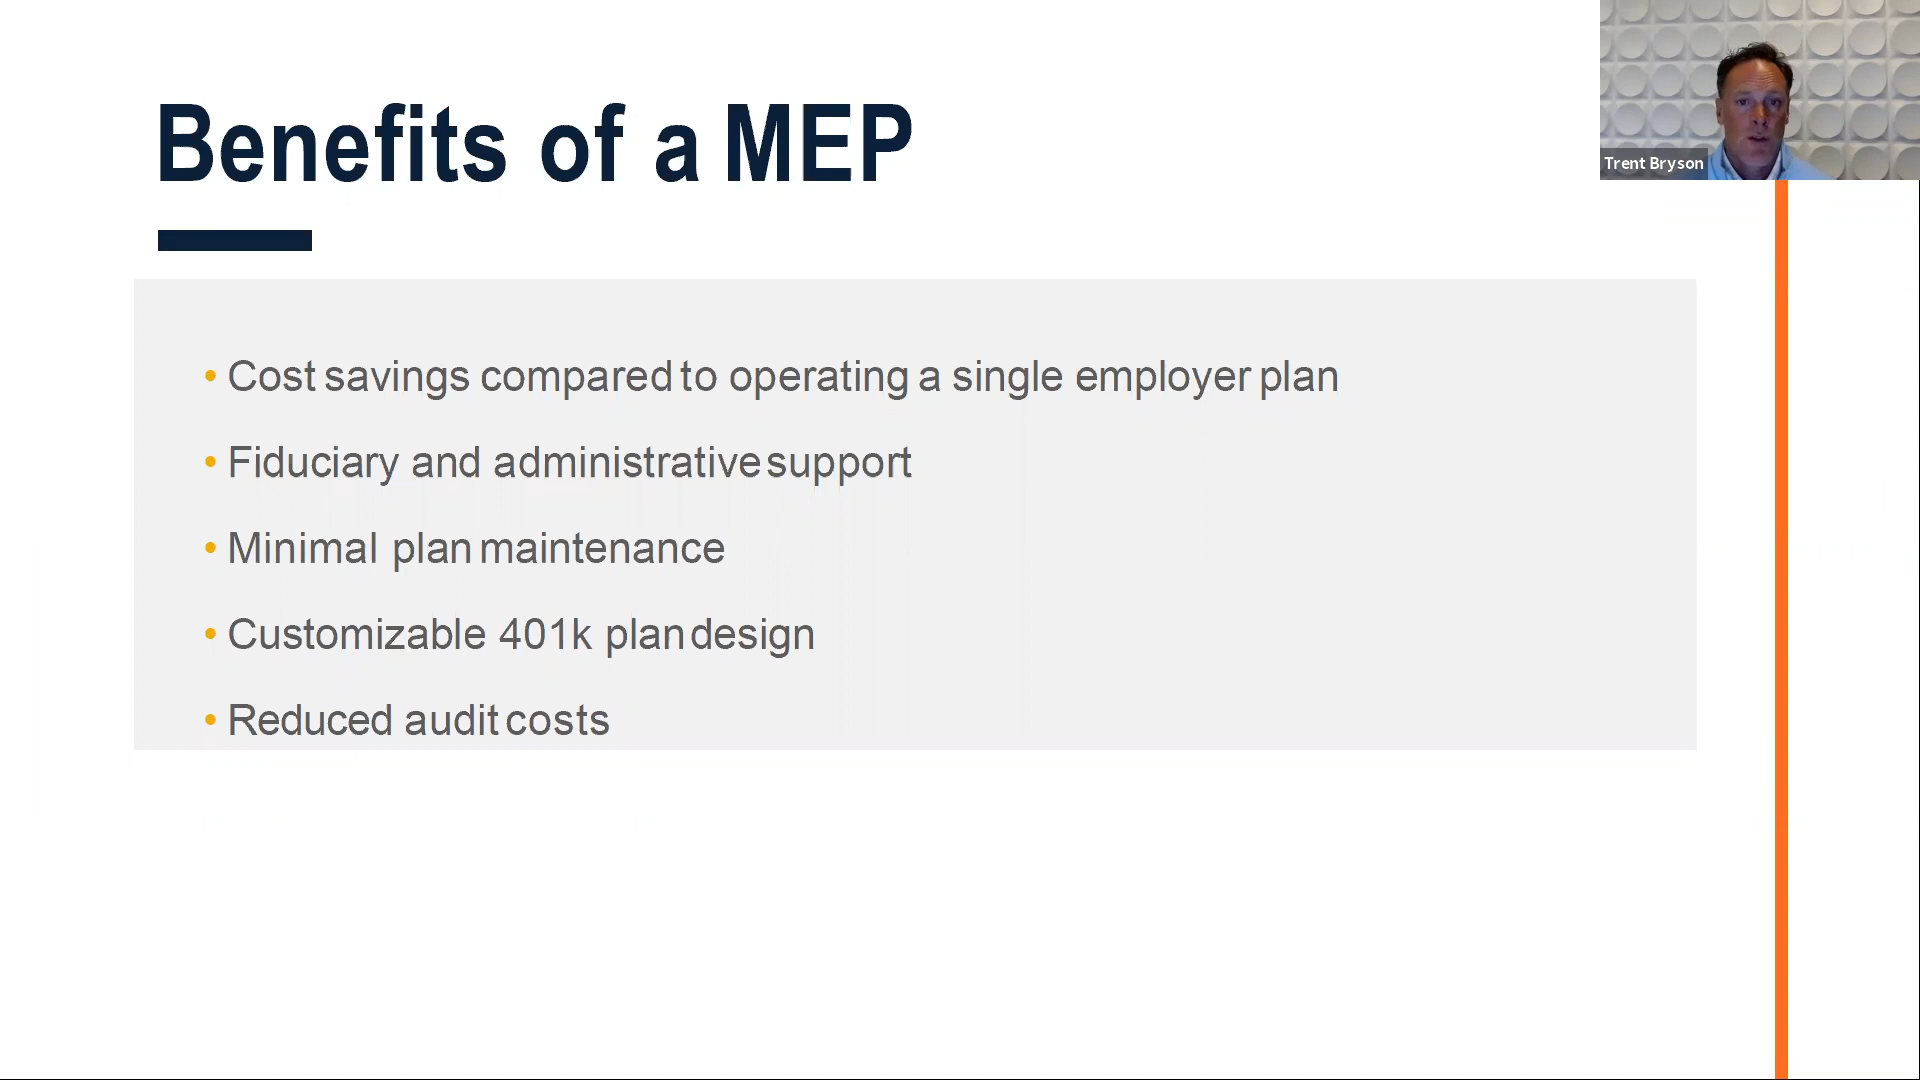 Benefits of a MEP
Trent Bryson
• Cost savings compared to operating a single employer plan
• Fiduciary and administrative support
• Minimal plan maintenance
• Customizable 401k plan design
• Reduced audit costs